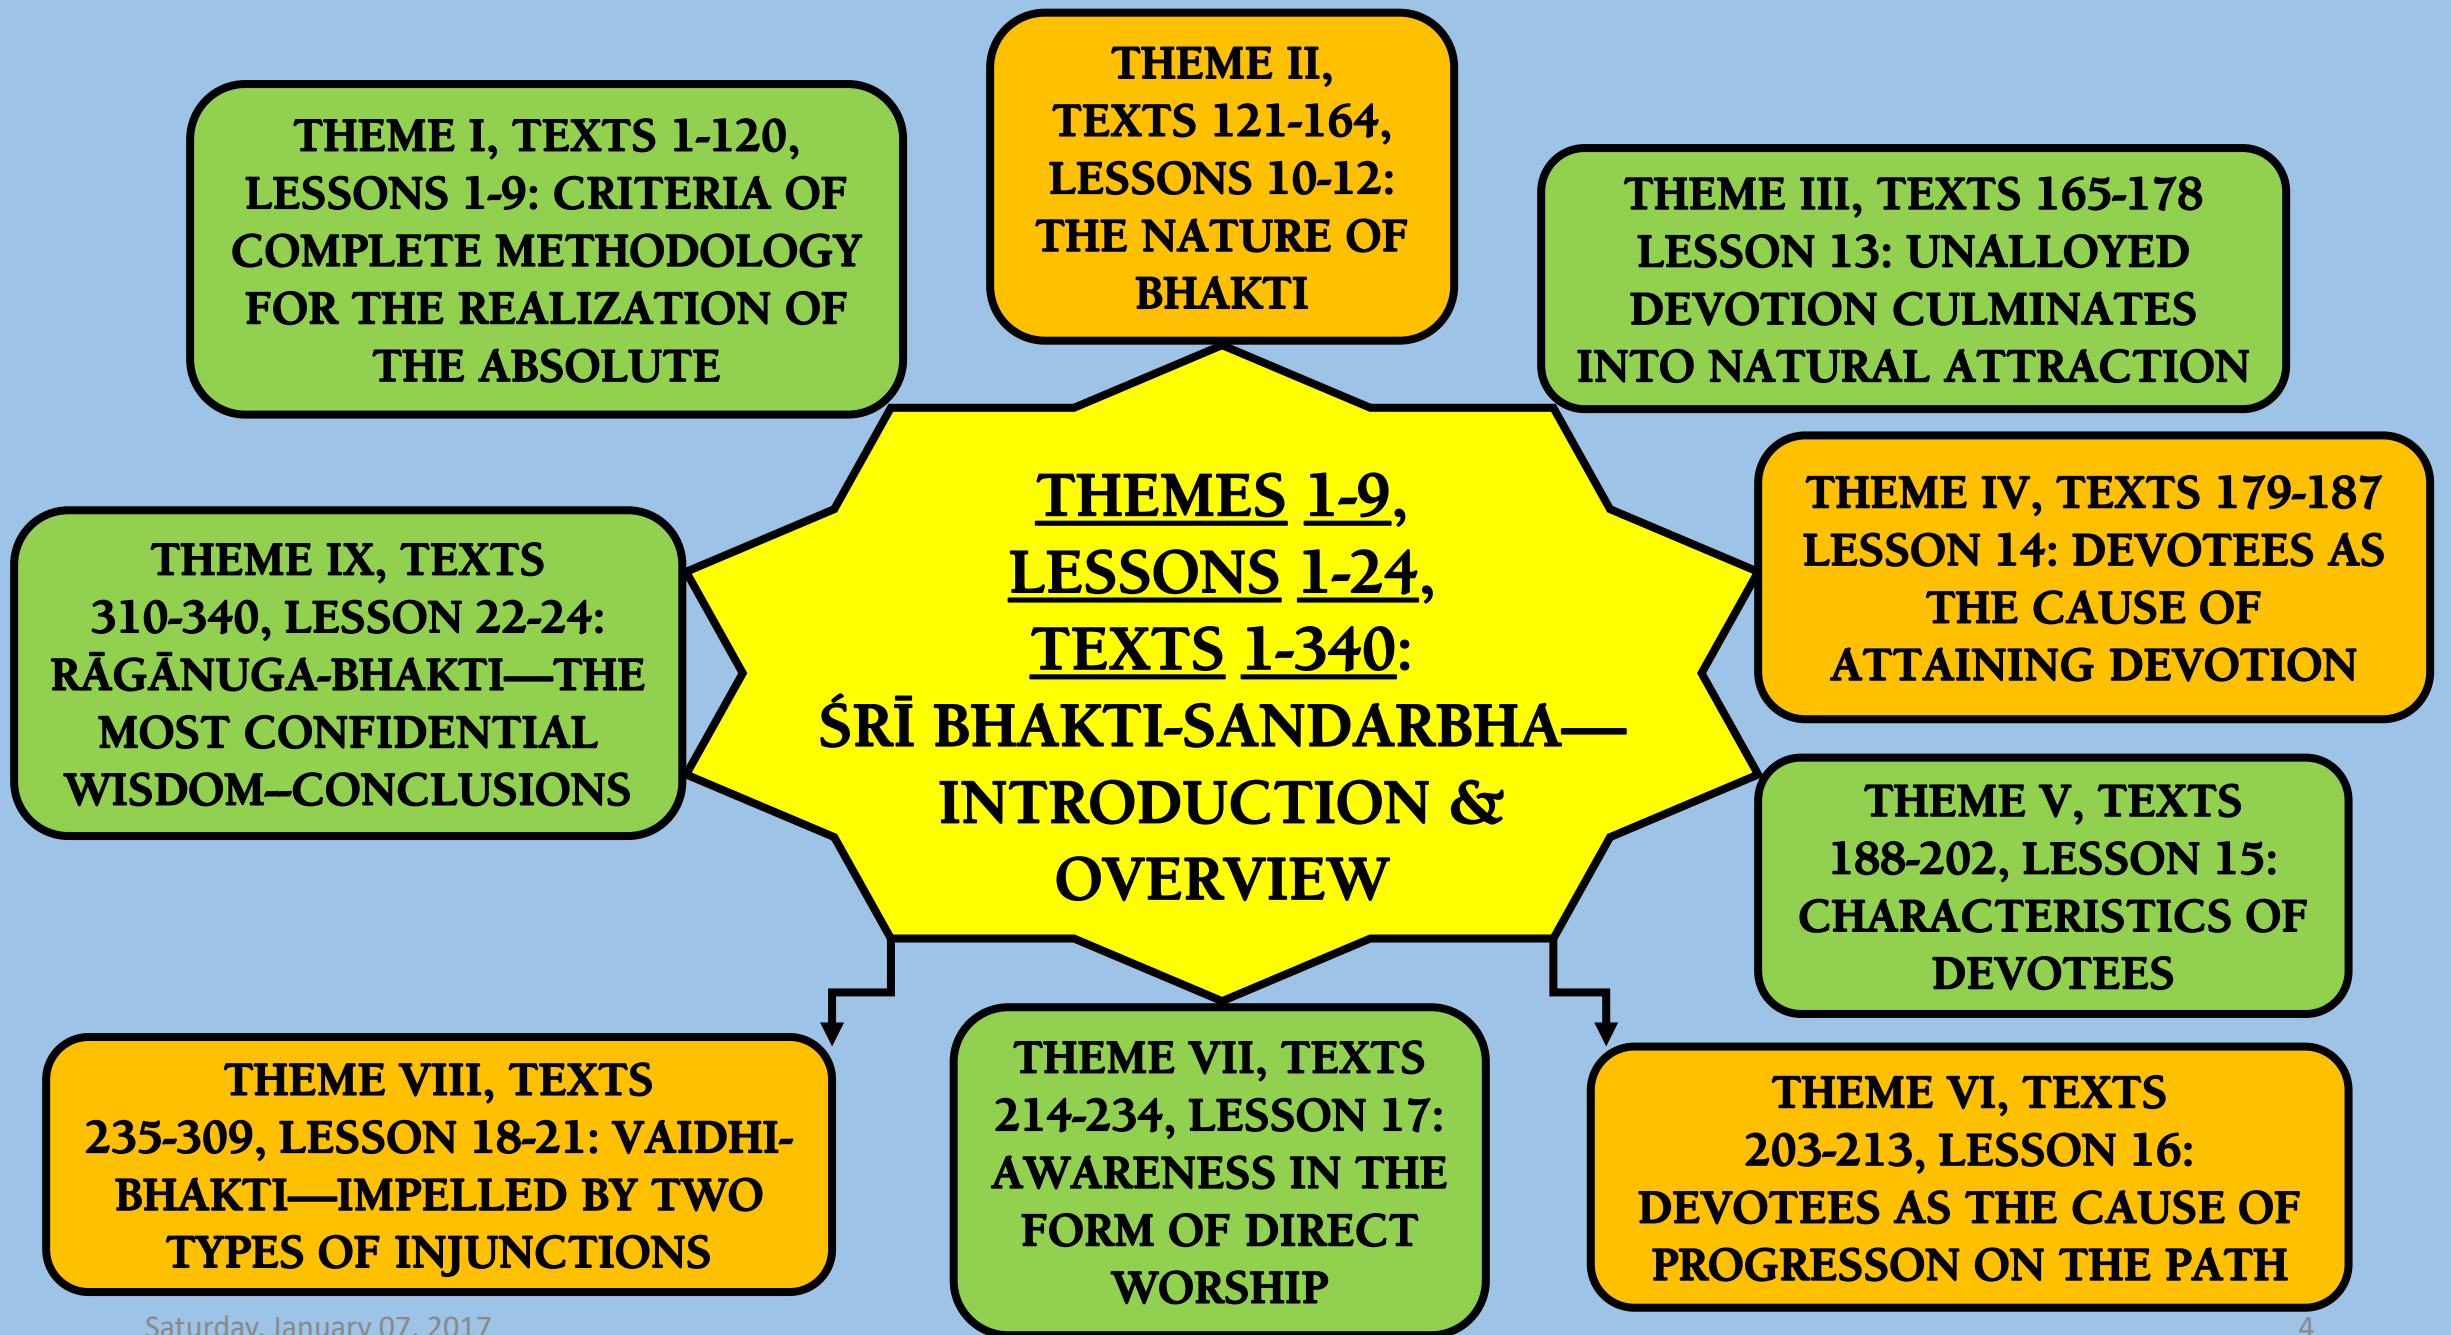 THEME I, TEXTS 1-120,
LESSONS 1-9: CRITERIA OF
COMPLETE METHODOLOGY
FOR THE REALIZATION OF
THE ABSOLUTE
THEME II,
TEXTS 121-164,
LESSONS 10-12:
THE NATURE OF
BHAKTI
THEME III, TEXTS 165-178
LESSON 13: UNALLOYED
DEVOTION CULMINATES
INTO NATURAL ATTRACTION
THEME IV, TEXTS 179-187
LESSON 14: DEVOTEES AS
THE CAUSE OF
ATTAINING DEVOTION
THEME V, TEXTS
188-202, LESSON 15:
CHARACTERISTICS OF
DEVOTEES
THEME VI, TEXTS
203-213, LESSON 16:
DEVOTEES AS THE CAUSE OF
PROGRESSON ON THE PATH
THEME VII, TEXTS
214-234, LESSON 17:
AWARENESS IN THE
FORM OF DIRECT
WORSHIP
THEME VIII, TEXTS
235-309, LESSON 18-21: VAIDHI-
BHAKTI—IMPELLED BY TWO
TYPES OF INJUNCTIONS
THEME IX, TEXTS
310-340, LESSON 22-24:
RĀGĀNUGA-BHAKTI—THE
MOST CONFIDENTIAL
WISDOM–CONCLUSIONS
THEMES 1-9,
LESSONS 1-24,
TEXTS 1-340:
ŚRĪ BHAKTI-SANDARBHA—
INTRODUCTION &
OVERVIEW
Saturday, January 07, 2017
4